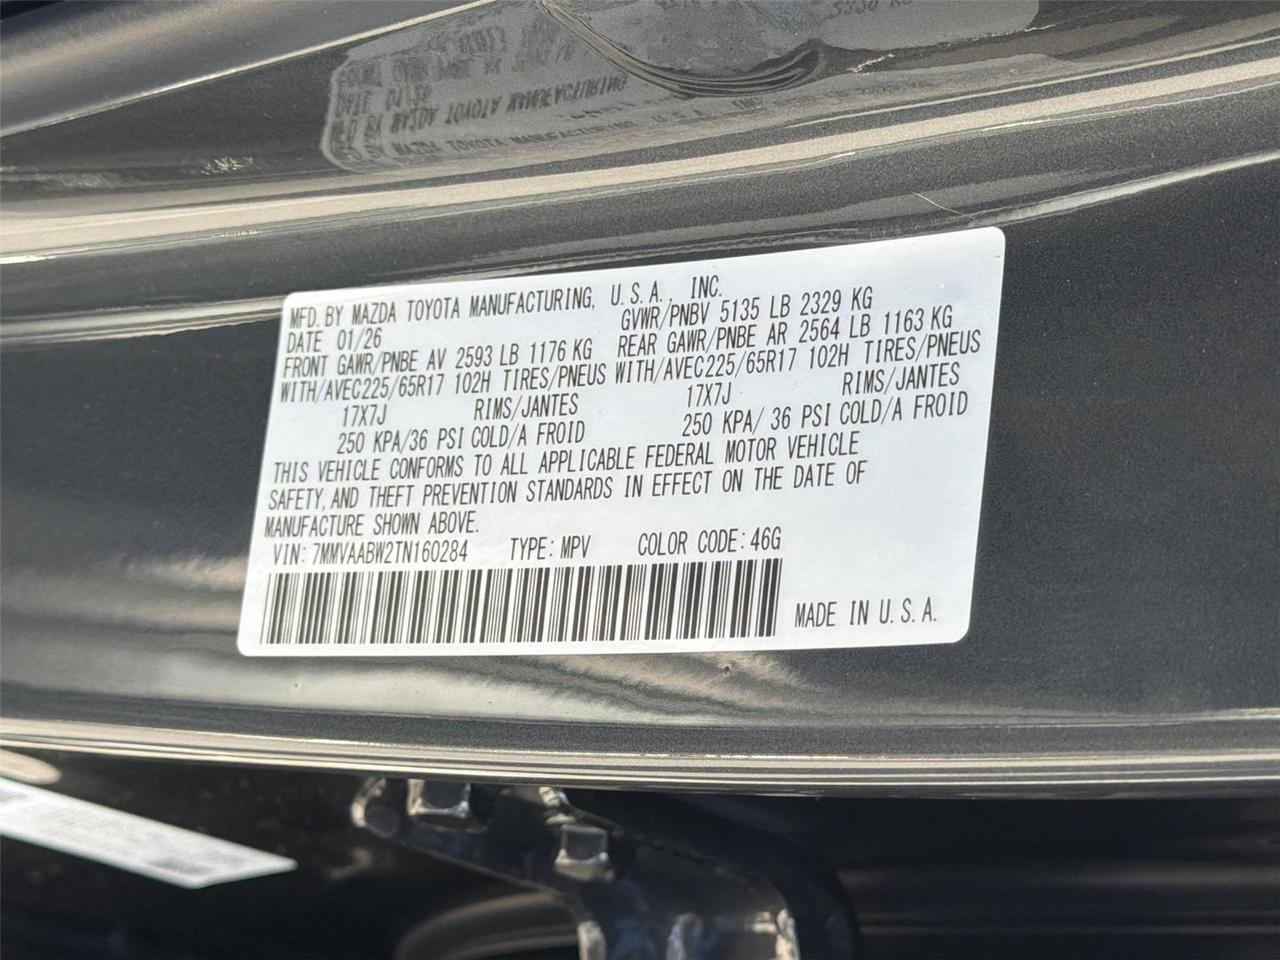 MFD. BY MAZDA TOYOTA MANUFACTURING, U.S.A., INC.
DATE 01/26 GVWR/PNBV 5135 LB 2329 KG
FRONT GAWR/PNBE AV 2593 LB 1176 KG REAR GAWR/PNBE AR 2564 LB 1163 KG
WITH/AVEC225/65R17 102H TIRES/PNEUS WITH/AVEC225/65R17 102H TIRES/PNEUS
17X7J RIMS/JANTES 17X7J RIMS/JANTES
250 KPA/36 PSI COLD/A FROID 250 KPA/ 36 PSI COLD/A FROID
THIS VEHICLE CONFORMS TO ALL APPLICABLE FEDERAL MOTOR VEHICLE
SAFETY, AND THEFT PREVENTION STANDARDS IN EFFECT ON THE DATE OF
MANUFACTURE SHOWN ABOVE.
VIN: 7MMVAABW2TN160284 TYPE: MPV COLOR CODE: 46G
MADE IN U.S.A.